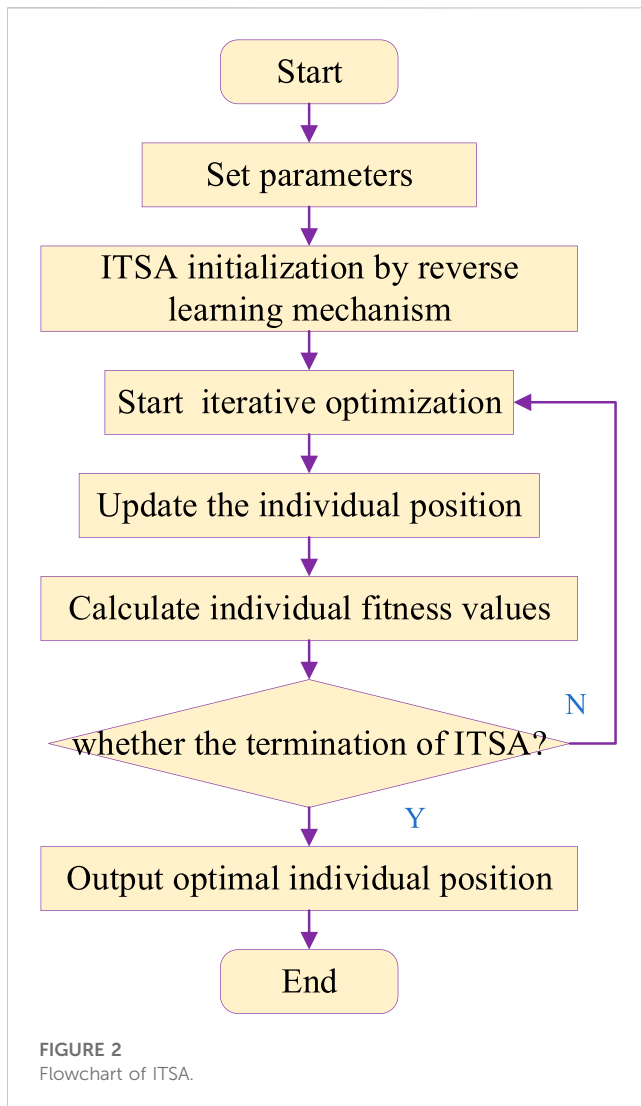 Start
Set parameters
ITSA initialization by reverse
learning mechanism
Start iterative optimization
Update the individual position
Calculate individual fitness values
N
whether the termination of ITSA?
Y
Output optimal individual position
End
FIGURE 2
Flowchart of ITSA.